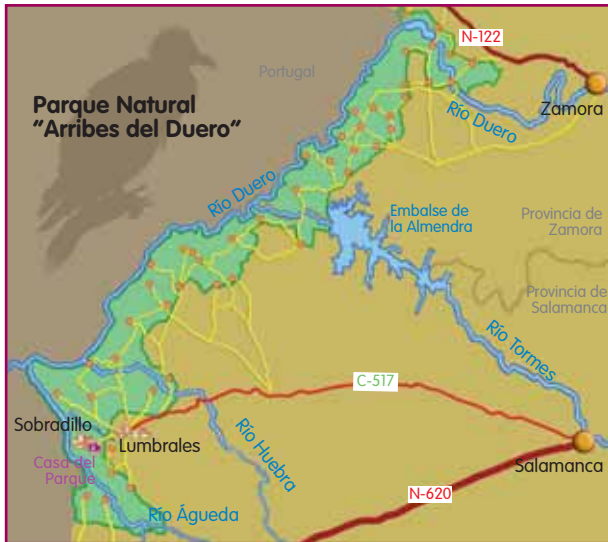 N-122
Portugal
Parque Natural
"Arribes del Duero"
Zamora
Río Duero
Río Duero
Embalse de
la Almendra
Provincia de
Zamora
Provincia de
Salamanca
Río Tormes
C-517
Sobradillo
Lumbrales
Casa del
Parque
Río Huebra
Salamanca
N-620
Río Águeda